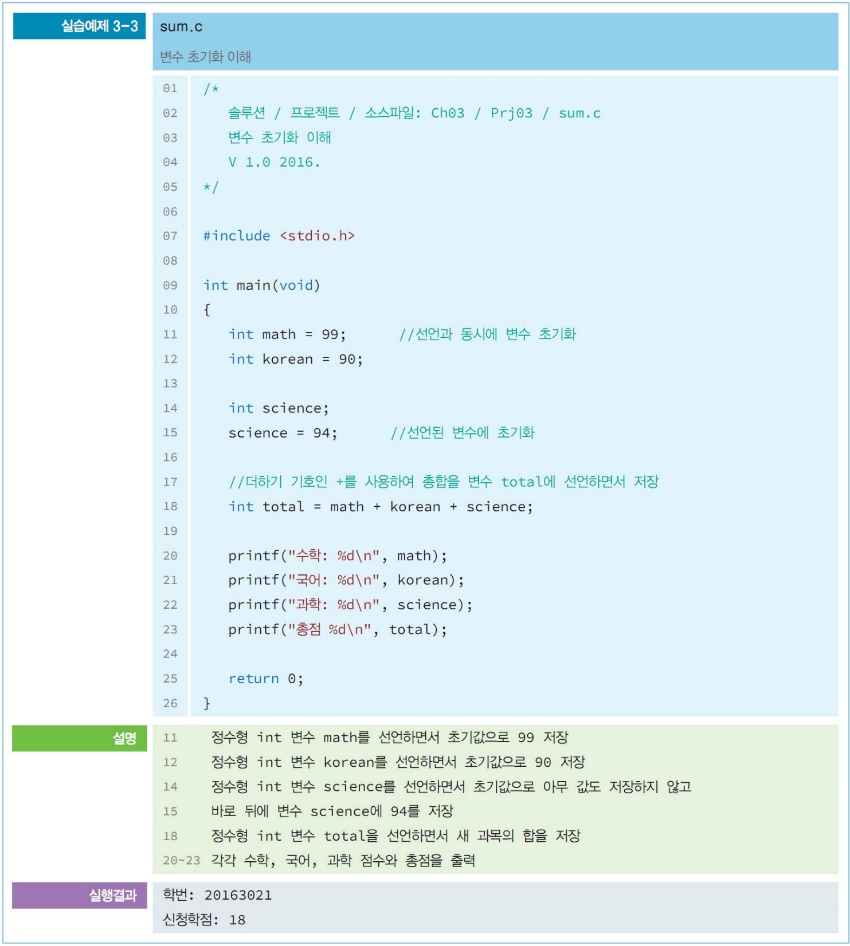 실습예제 3-3
sum.c
변수 초기화 이해
01 /*
02 솔루션 / 프로젝트 / 소스파일: Ch03 / Prj03 / sum.c
03 변수 초기화 이해
04 V 1.0 2016.
05 */
06
07 #include <stdio.h>
08
09 int main(void)
10 {
11 int math = 99; //선언과 동시에 변수 초기화
12 int korean = 90;
13
14 int science;
15 science = 94; //선언된 변수에 초기화
16
17 //더하기 기호인 +를 사용하여 총합을 변수 total에 선언하면서 저장
18 int total = math + korean + science;
19
20 printf("수학: %d\n", math);
21 printf("국어: %d\n", korean);
22 printf("과학: %d\n", science);
23 printf("총점 %d\n", total);
24
25 return 0;
26 }
설명
11 정수형 int 변수 math를 선언하면서 초기값으로 99 저장
12 정수형 int 변수 korean를 선언하면서 초기값으로 90 저장
14 정수형 int 변수 science를 선언하면서 초기값으로 아무 값도 저장하지 않고
15 바로 뒤에 변수 science에 94를 저장
18 정수형 int 변수 total을 선언하면서 새 과목의 합을 저장
20~23 각각 수학, 국어, 과학 점수와 총점을 출력
실행결과
학번: 20163021
신청학점: 18